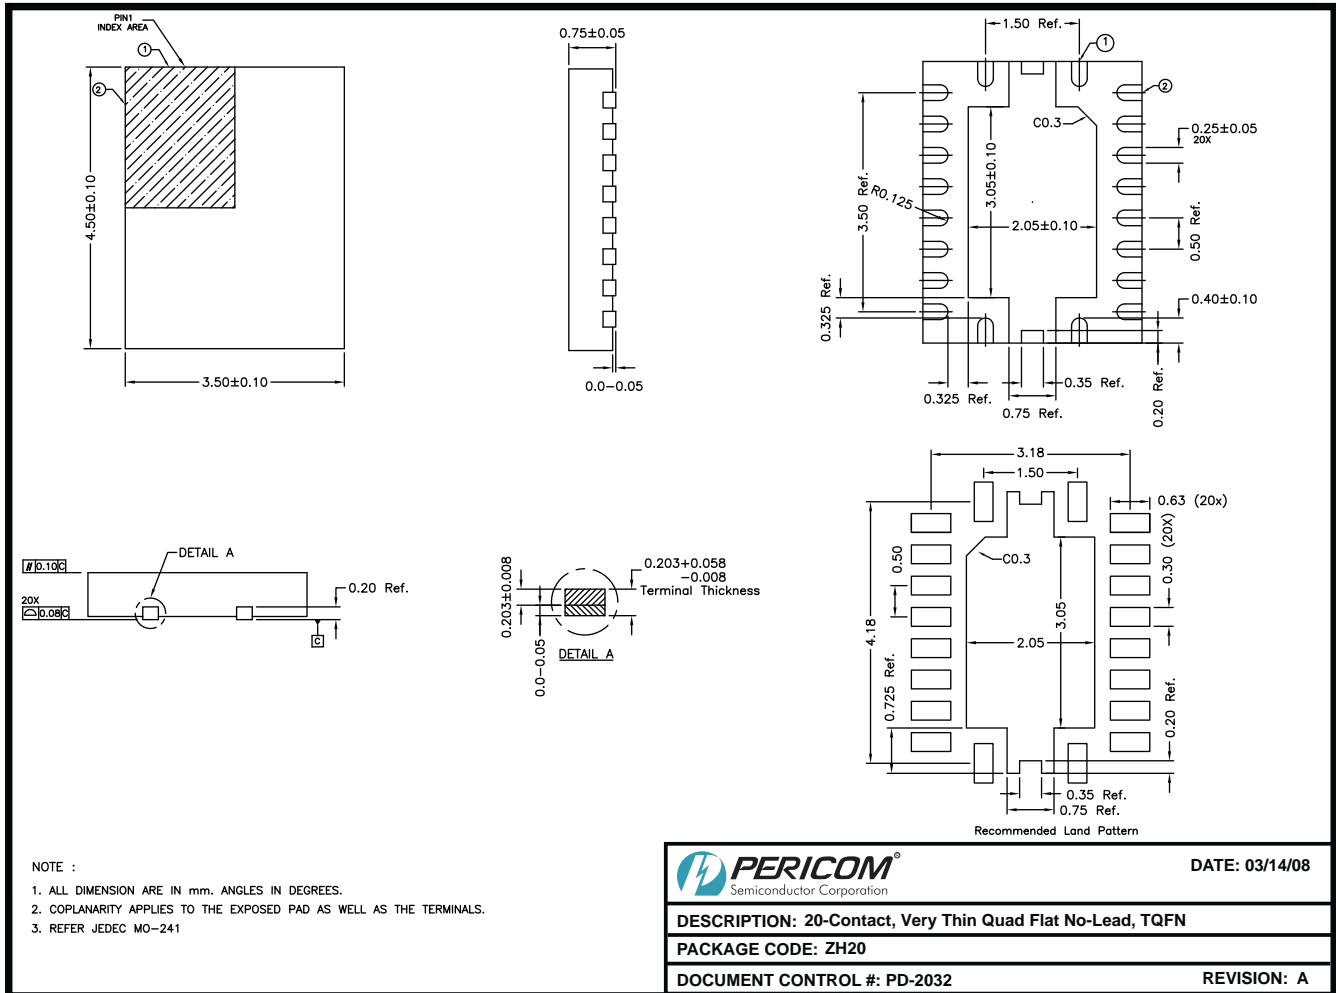 PIN1
INDEX AREA
1
2
4.50±0.10
3.50±0.10
0.75±0.05
0.0-0.05
1.50 Ref.
1
2
C0.3
0.25±0.05
20X
3.50 Ref.
R0.125
3.05±0.10
2.05±0.10
0.50 Ref.
0.325 Ref.
0.40±0.10
0.325 Ref.
0.35 Ref.
0.75 Ref.
0.20 Ref.
// 0.10 C
20X
0.08 C
DETAIL A
0.20 Ref.
C
0.203±0.008
0.0-0.05
0.203+0.058
-0.008
Terminal Thickness
DETAIL A
3.18
1.50
0.63 (20x)
0.50
C0.3
0.30 (20X)
4.18
3.05
2.05
0.725 Ref.
0.20 Ref.
0.35 Ref.
0.75 Ref.
Recommended Land Pattern
NOTE :
1. ALL DIMENSION ARE IN mm. ANGLES IN DEGREES.
2. COPLANARITY APPLIES TO THE EXPOSED PAD AS WELL AS THE TERMINALS.
3. REFER JEDEC MO-241
PERICOM®
Semiconductor Corporation
DATE: 03/14/08
DESCRIPTION: 20-Contact, Very Thin Quad Flat No-Lead, TQFN
PACKAGE CODE: ZH20
DOCUMENT CONTROL #: PD-2032
REVISION: A